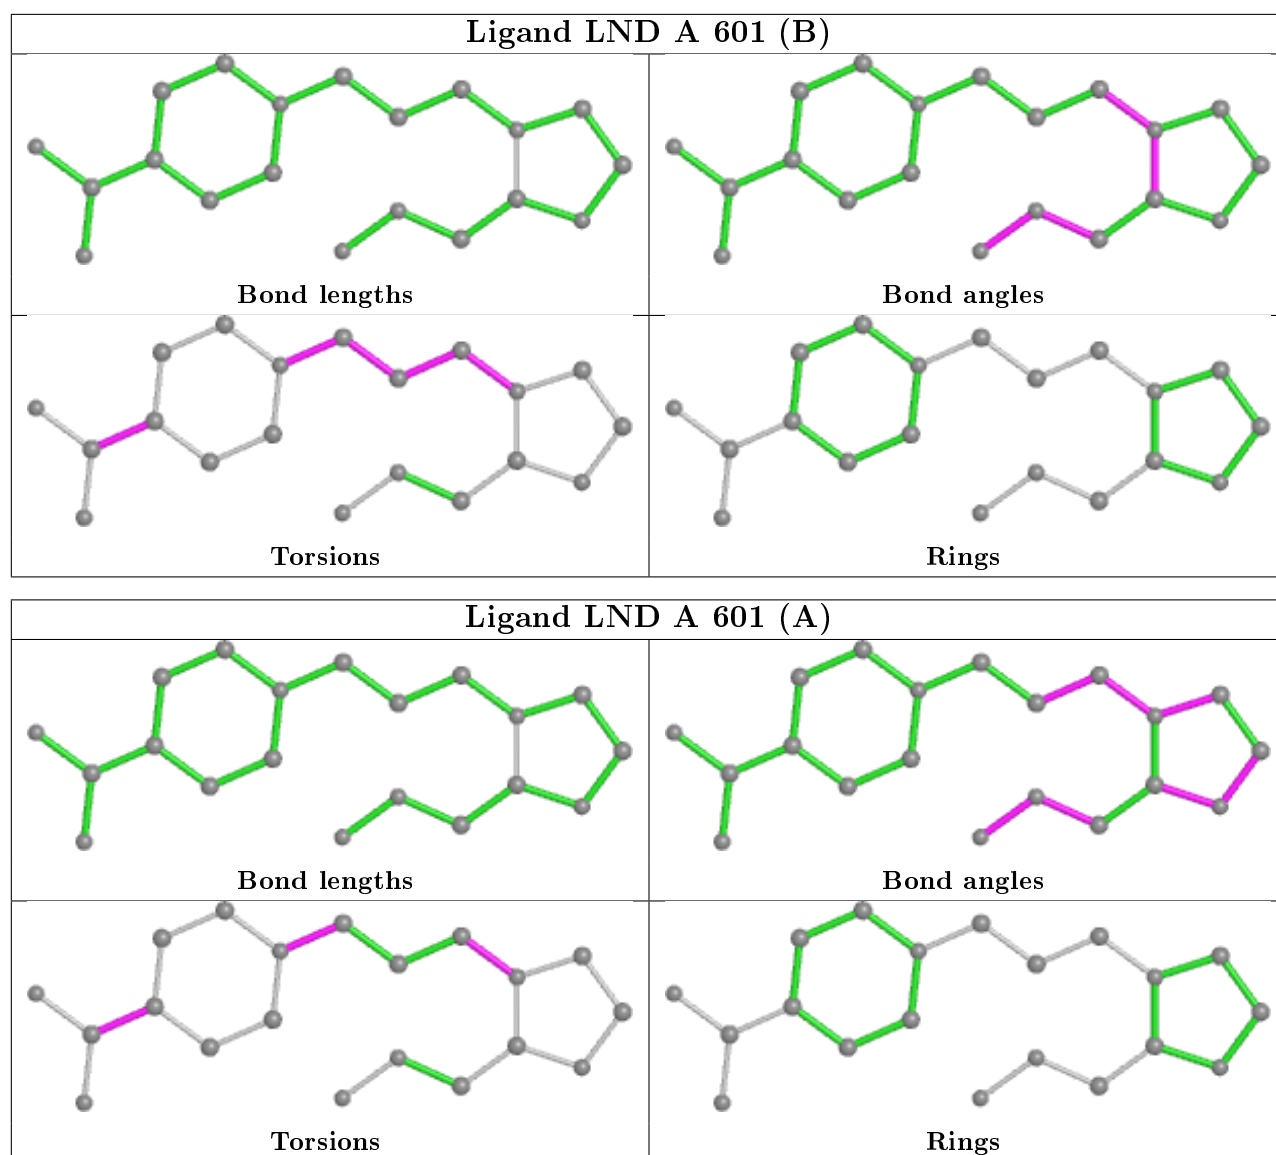 Ligand LND A 601 (B)
Bond lengths
Bond angles
Torsions
Rings
Ligand LND A 601 (A)
Bond lengths
Bond angles
Torsions
Rings